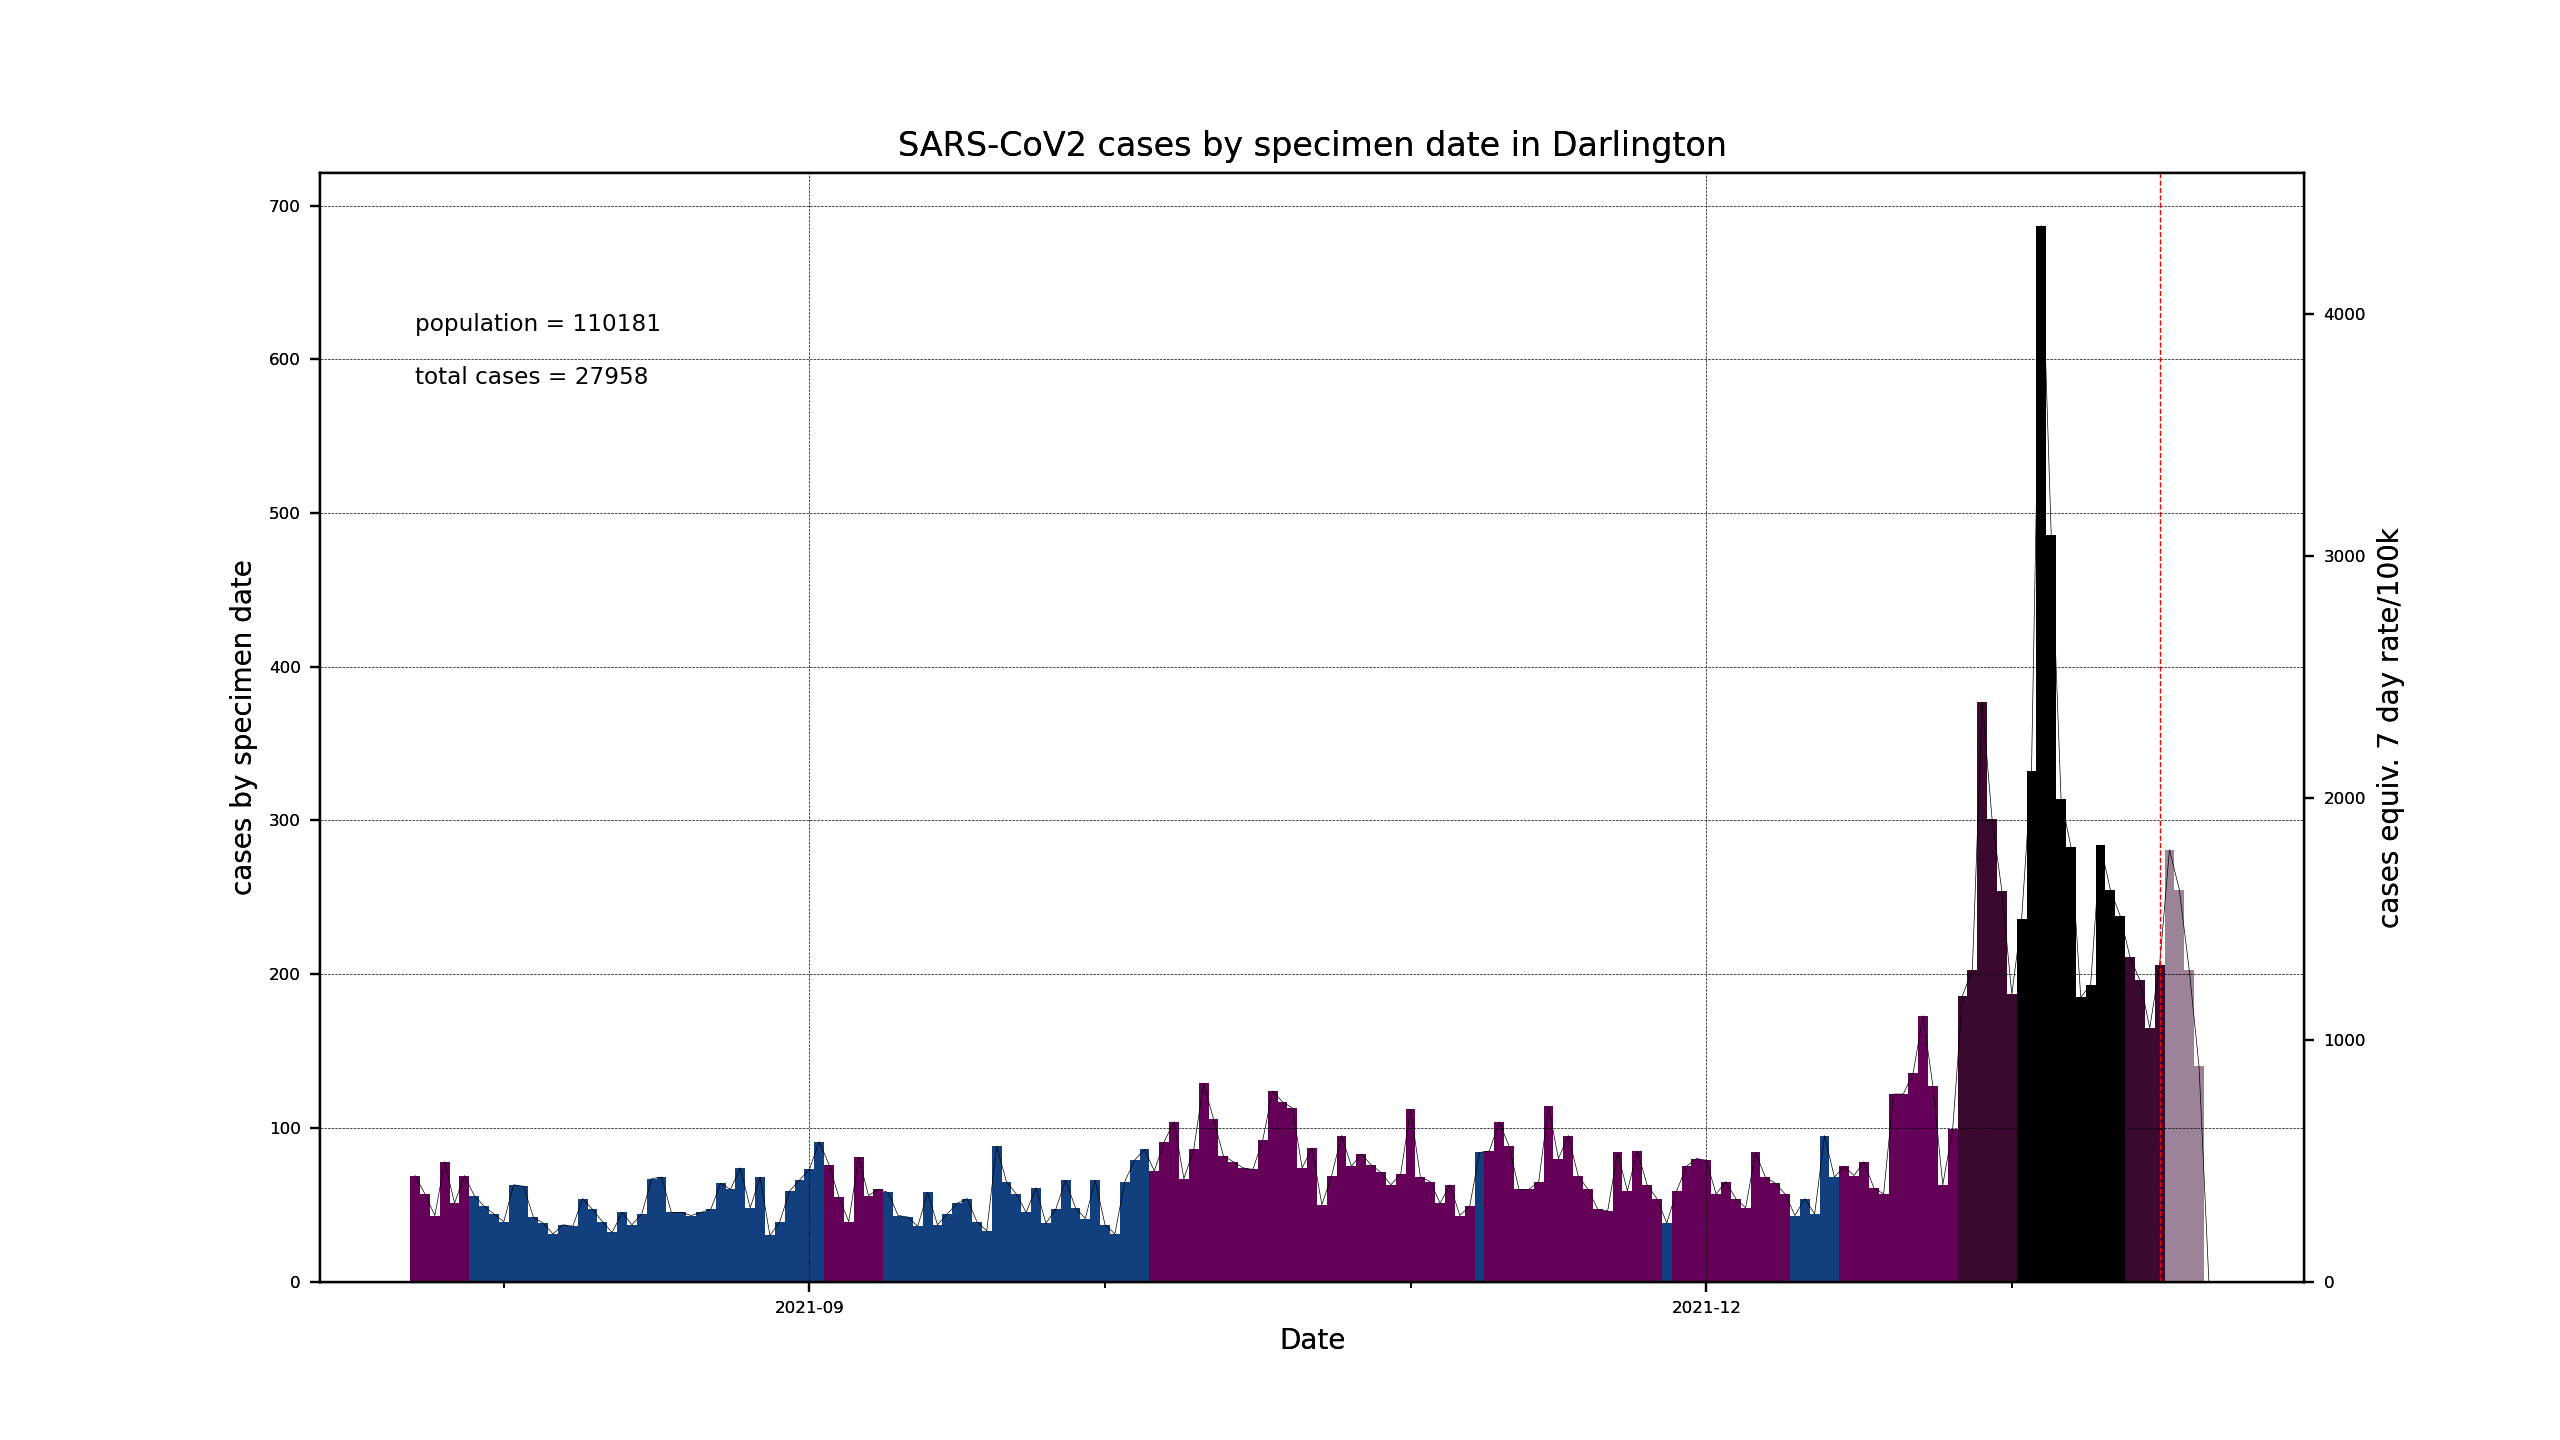 SARS-CoV2 cases by specimen date in Darlington
population = 110181
total cases = 27958
cases by specimen date
700
600
500
400
300
200
100
0
4000
3000
2000
1000
0
cases equiv. 7 day rate/100k
2021-09
2021-12
Date